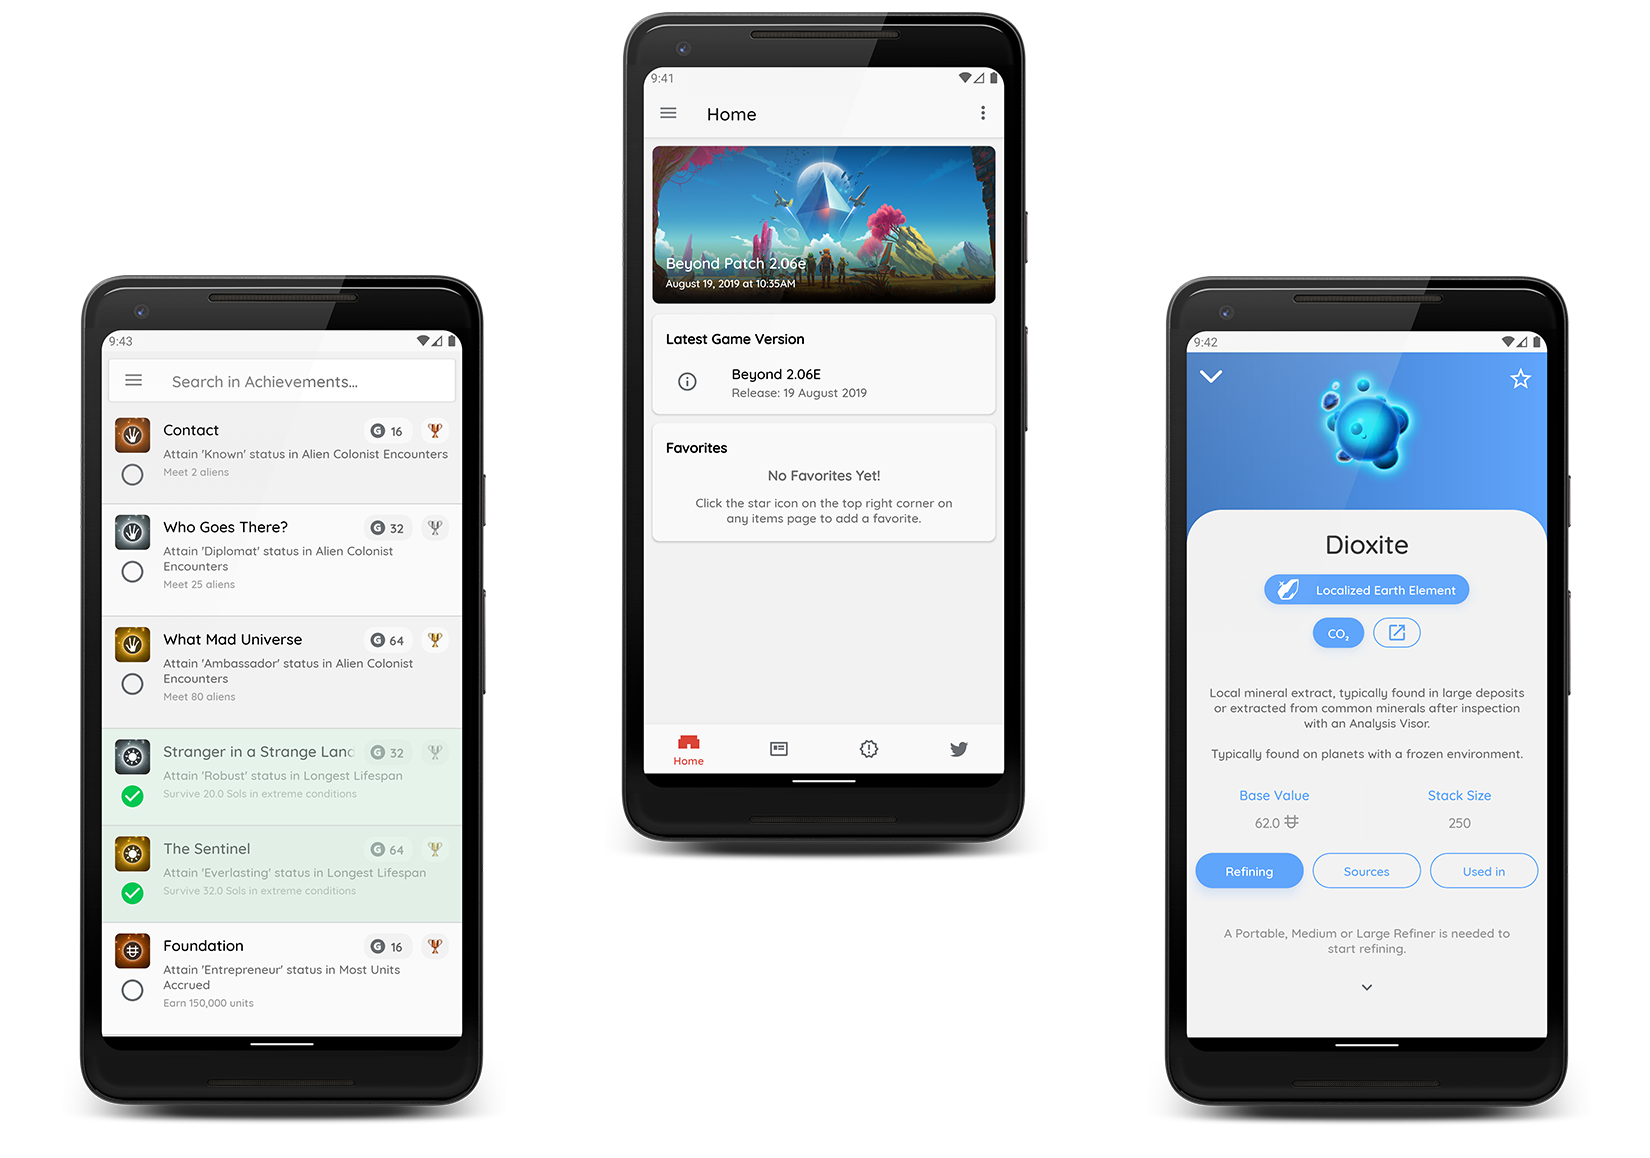 9:43
Search in Achievements...
Contact
G 16
Attain 'Known' status in Alien Colonist Encounters
Meet 2 aliens
Who Goes There?
G 32
Attain 'Diplomat' status in Alien Colonist
Encounters
Meet 25 aliens
What Mad Universe
G 64
Attain 'Ambassador' status in Alien Colonist
Encounters
Meet 80 aliens
Stranger in a Strange Lanc
G 32
Attain 'Robust' status in Longest Lifespan
Survive 20.0 Sols in extreme conditions
The Sentinel
G 64
Attain 'Everlasting' status in Longest Lifespan
Survive 32.0 Sols in extreme conditions
Foundation
G 16
Attain 'Entrepreneur' status in Most Units
Accrued
Earn 150,000 units
9:41
Home
Beyond Patch 2.06e
August 19, 2019 at 10:35AM
Latest Game Version
Beyond 2.06E
Release: 19 August 2019
Favorites
No Favorites Yet!
Click the star icon on the top right corner on
any items page to add a favorite.
Home
9:42
Dioxite
Localized Earth Element
CO₂
Local mineral extract, typically found in large deposits
or extracted from common minerals after inspection
with an Analysis Visor.
Typically found on planets with a frozen environment.
Base Value
Stack Size
62.0
250
Refining
Sources
Used in
A Portable, Medium or Large Refiner is needed to
start refining.